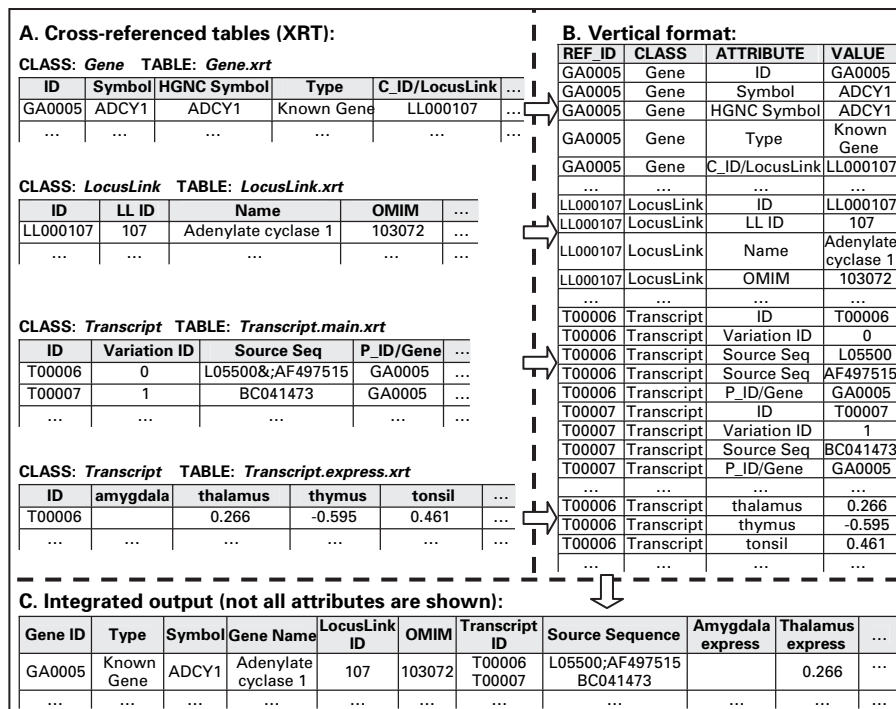 A. Cross-referenced tables (XRT):
CLASS: Gene TABLE: Gene.xrt
ID Symbol HGNC Symbol Type C_ID/LocusLink ...
GA0005 ADCY1 ADCY1 Known Gene LL000107 ...
... ... ... ... ... ...
CLASS: LocusLink TABLE: LocusLink.xrt
ID LL ID Name OMIM ...
LL000107 107 Adenylate cyclase 1 103072 ...
... ... ... ... ...
CLASS: Transcript TABLE: Transcript.main.xrt
ID Variation ID Source Seq P_ID/Gene ...
T00006 0 L05500&;AF497515 GA0005 ...
T00007 1 BC041473 GA0005 ...
... ... ... ... ...
CLASS: Transcript TABLE: Transcript.express.xrt
ID amygdala thalamus thymus tonsil ...
T00006 0.266 -0.595 0.461 ...
... ... ... ... ... ...
B. Vertical format:
REF_ID CLASS ATTRIBUTE VALUE
GA0005 Gene ID GA0005
GA0005 Gene Symbol ADCY1
GA0005 Gene HGNC Symbol ADCY1
GA0005 Gene Type Known Gene
GA0005 Gene C_ID/LocusLink LL000107
... ... ... ...
LL000107 LocusLink ID LL000107
LL000107 LocusLink LL ID 107
LL000107 LocusLink Name Adenylate cyclase 1
LL000107 LocusLink OMIM 103072
... ... ... ...
T00006 Transcript ID T00006
T00006 Transcript Variation ID 0
T00006 Transcript Source Seq L05500
T00006 Transcript Source Seq AF497515
T00006 Transcript P_ID/Gene GA0005
T00007 Transcript ID T00007
T00007 Transcript Variation ID 1
T00007 Transcript Source Seq BC041473
T00007 Transcript P_ID/Gene GA0005
... ... ... ...
T00006 Transcript thalamus 0.266
T00006 Transcript thymus -0.595
T00006 Transcript tonsil 0.461
... ... ... ...
C. Integrated output (not all attributes are shown):
Gene ID Type Symbol Gene Name LocusLink ID OMIM Transcript ID Source Sequence Amygdala express Thalamus express ...
GA0005 Known Gene ADCY1 Adenylate cyclase 1 107 103072 T00006 T00007 L05500;AF497515 BC041473 0.266 ...
... ... ... ... ... ... ... ... ... ... ...